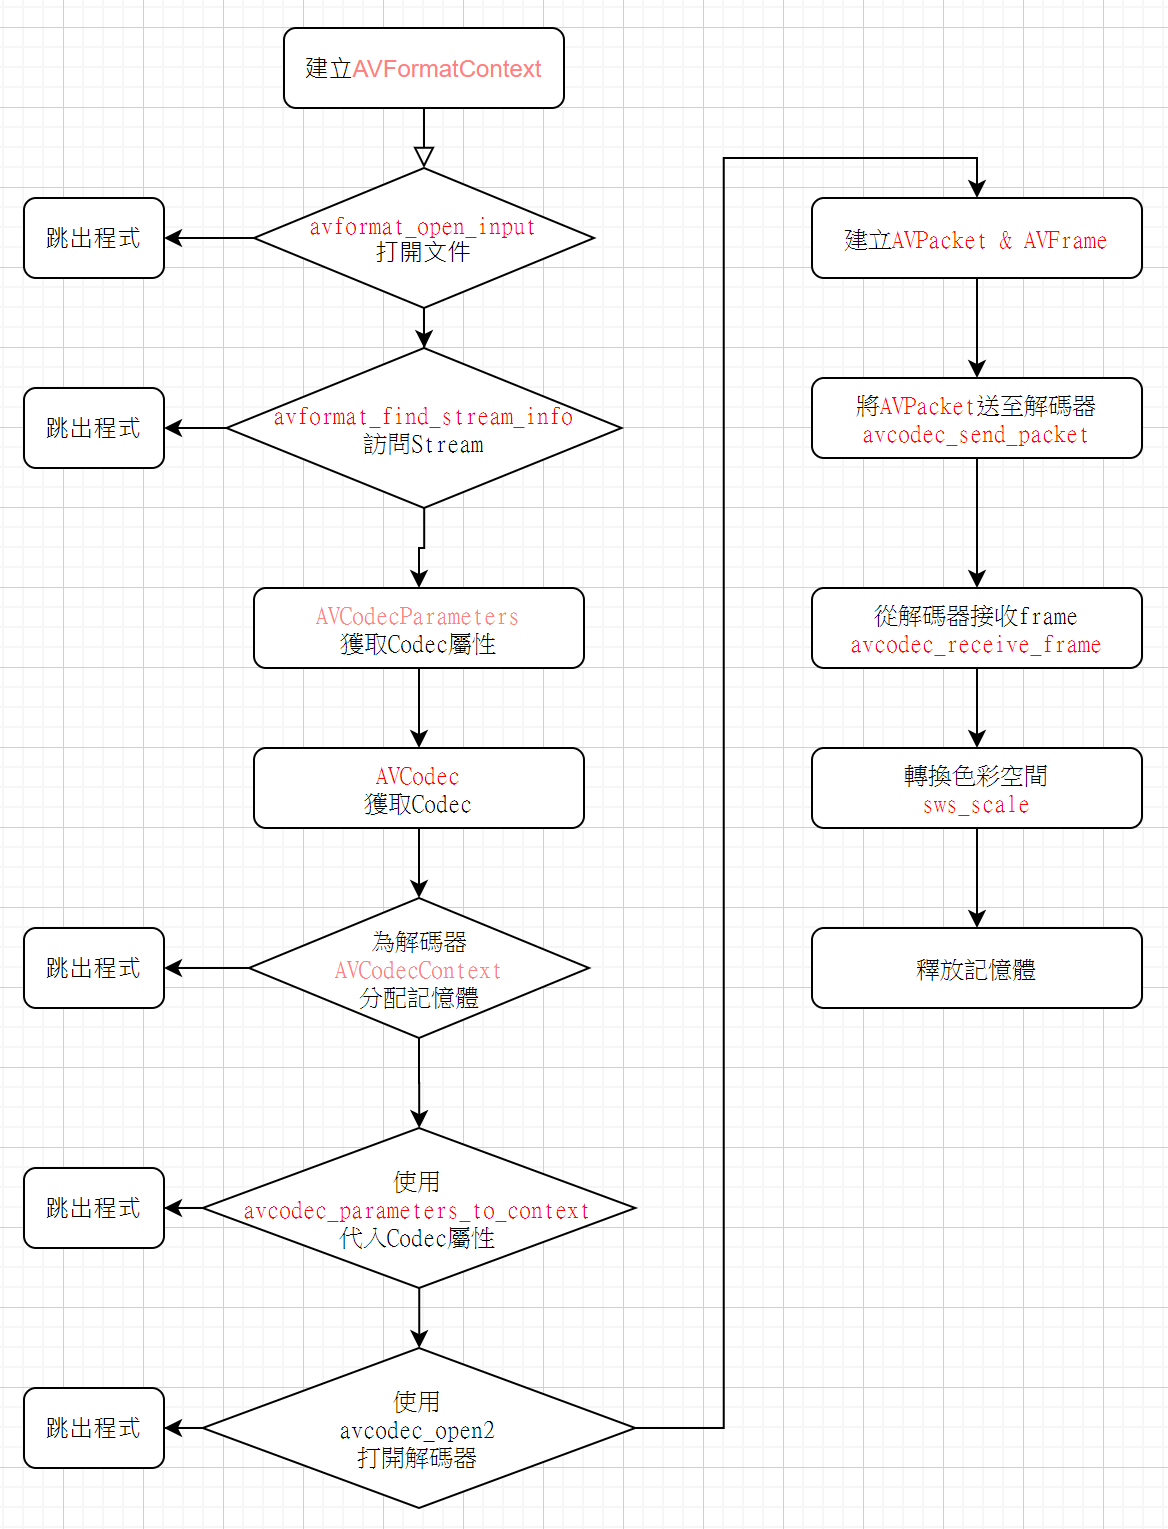 建立AVFormatContext
avformat_open_input
打開文件
跳出程式
avformat_find_stream_info
訪問Stream
跳出程式
AVCodecParameters
獲取Codec屬性
AVCodec
獲取Codec
為解碼器
AVCodecContext
分配記憶體
跳出程式
使用
avcodec_parameters_to_context
代入Codec屬性
跳出程式
使用
avcodec_open2
打開解碼器
跳出程式
建立AVPacket & AVFrame
將AVPacket送至解碼器
avcodec_send_packet
從解碼器接收frame
avcodec_receive_frame
轉換色彩空間
sws_scale
釋放記憶體